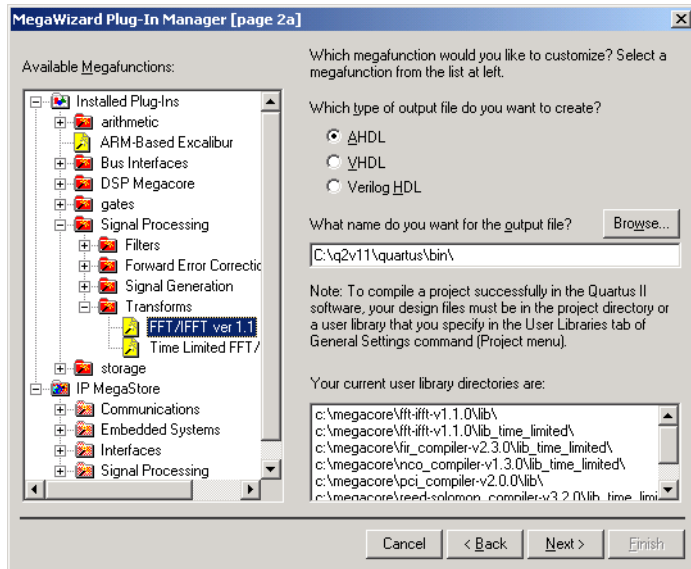 MegaWizard Plug-In Manager [page 2a]
Available Megafunctions:
Installed Plug-Ins
arithmetic
ARM-Based Excalibur
Bus Interfaces
DSP Megacore
gates
Signal Processing
Filters
Forward Error Correctic
Signal Generation
Transforms
FFT/IFFT ver 1.1
Time Limited FFT/
storage
IP MegaStore
Communications
Embedded Systems
Interfaces
Signal Processing
Which megafunction would you like to customize? Select a
megafunction from the list at left.
Which type of output file do you want to create?
AHDL
VHDL
Verilog HDL
What name do you want for the output file?
Browse...
C:\q2v11\quartus\bin\
Note: To compile a project successfully in the Quartus II
software, your design files must be in the project directory or
a user library that you specify in the User Libraries tab of
General Settings command (Project menu).
Your current user library directories are:
c:\megacore\fft-ifft-v1.1.0\lib\
c:\megacore\fft-ifft-v1.1.0\lib_time_limited\
c:\megacore\fir_compiler-v2.3.0\lib_time_limited\
c:\megacore\nco_compiler-v1.3.0\lib_time_limited\
c:\megacore\pci_compiler-v2.0.0\lib\
c:\megacore\reed-solomon_compiler-v3.2.0\lib_time_limi
Cancel
< Back
Next >
Finish